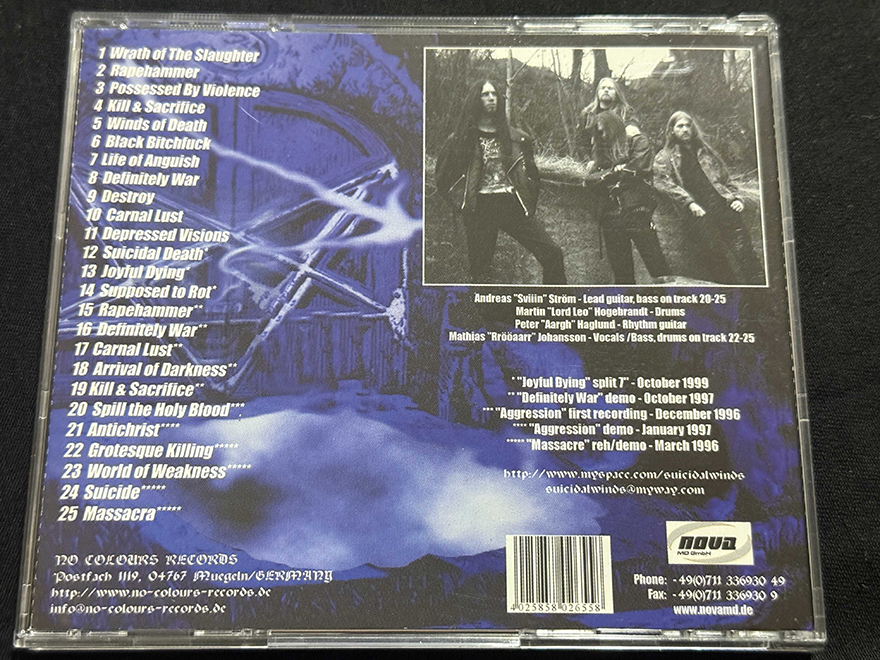 1 Wrath of The Slaughter
2 Rapehammer
3 Possessed By Violence
4 Kill & Sacrifice
5 Winds of Death
6 Black Bitchfuck
7 Life of Anguish
8 Definitely War
9 Destroy
10 Carnal Lust
11 Depressed Visions
12 Suicidal Death*
13 Joyful Dying*
14 Supposed to Rot*
15 Rapehammer**
16 Definitely War**
17 Carnal Lust**
18 Arrival of Darkness**
19 Kill & Sacrifice**
20 Spill the Holy Blood***
21 Antichrist****
22 Grotesque Killing*****
23 World of Weakness*****
24 Suicide*****
25 Massacra*****
NO COLOURS RECORDS
Postfach 1119, 04767 Muegeln/GERMANY
http://www.no-colours-records.de
info@no-colours-records.de
Andreas "Sviiin" Ström - Lead guitar, bass on track 20-25
Martin "Lord Leo" Hogebrandt - Drums
Peter "Aargh" Haglund - Rhythm guitar
Mathias "Rrööaarr" Johansson - Vocals /Bass, drums on track 22-25
* "Joyful Dying" split 7" - October 1999
** "Definitely War" demo - October 1997
*** "Aggression" first recording - December 1996
**** "Aggression" demo - January 1997
***** "Massacre" reh/demo - March 1996
http://www.myspace.com/suicidalwinds
suicidalwinds@myway.com
nova
MD GmbH
4 025858 026558
Phone: +49(0)711 336930 49
Fax: +49(0)711 336930 9
www.novamd.de